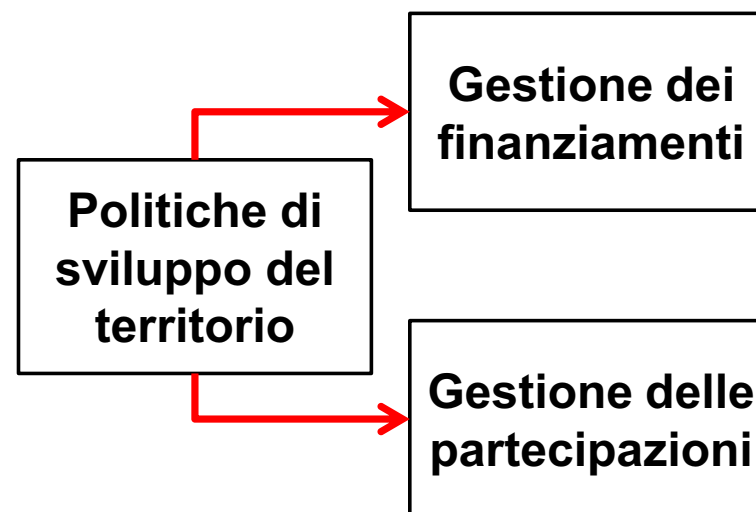 Gestione dei
finanziamenti
Politiche di
sviluppo del
territorio
Gestione delle
partecipazioni